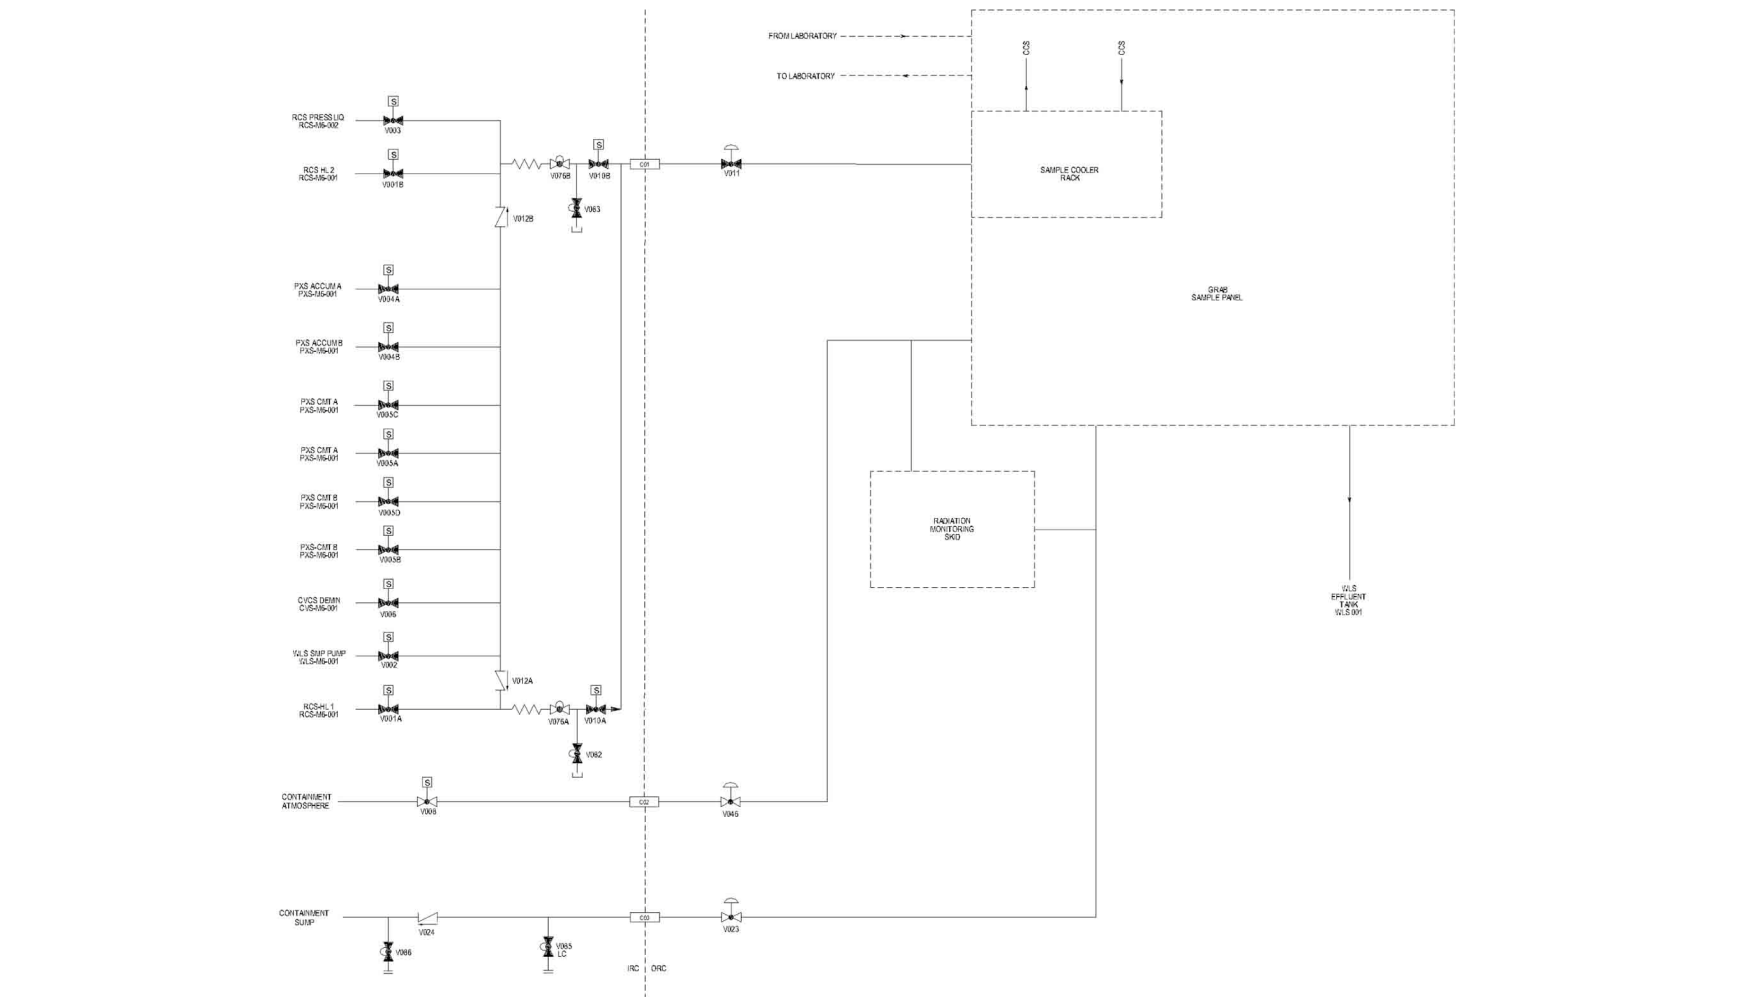 FROM LABORATORY
TO LABORATORY
CCS
CCS
SAMPLE COOLER
RACK
GRAB
SAMPLE PANEL
RCS PRESS LIQ
RCS-M6-002
S
V003
RCS HL 2
RCS-M6-001
S
V001B
V076B
S
V010B
C01
V011
V063
V012B
PXS ACCUM A
PXS-M6-001
S
V004A
PXS ACCUM B
PXS-M6-001
S
V004B
PXS CMT A
PXS-M6-001
S
V005C
PXS CMT A
PXS-M6-001
S
V005A
PXS CMT B
PXS-M6-001
S
V005D
PXS-CMT B
PXS-M6-001
S
V005B
CVCS DEMIN
CVS-M6-001
S
V006
WLS SMP PUMP
WLS-M6-001
S
V002
V012A
RCS-HL 1
RCS-M6-001
S
V001A
V076A
S
V010A
V082
RADIATION
MONITORING
SKID
WLS
EFFLUENT
TANK
WLS 001
CONTAINMENT
ATMOSPHERE
S
V008
C02
V046
CONTAINMENT
SUMP
V024
V086
V085
LC
C03
V023
IRC
ORC